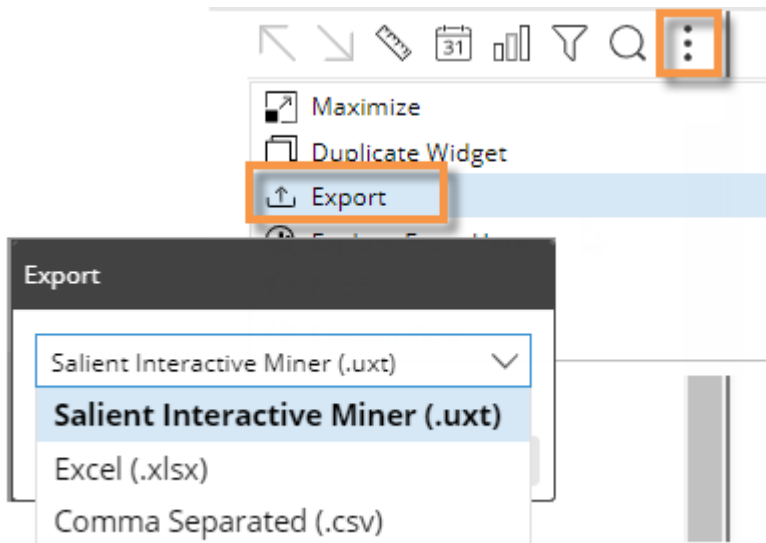 31
Maximize
Duplicate Widget
Export
Export
Salient Interactive Miner (.uxt)
Salient Interactive Miner (.uxt)
Excel (.xlsx)
Comma Separated (.csv)